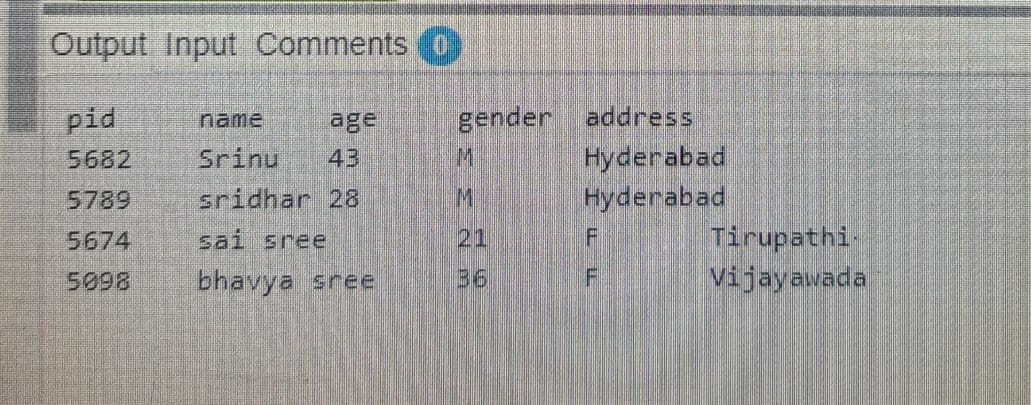 Output Input Comments 0
pid name age gender address
5682 Srinu 43 M Hyderabad
5789 sridhar 28 M Hyderabad
5674 sai sree 21 F Tirupathi
5098 bhavya sree 36 F Vijayawada